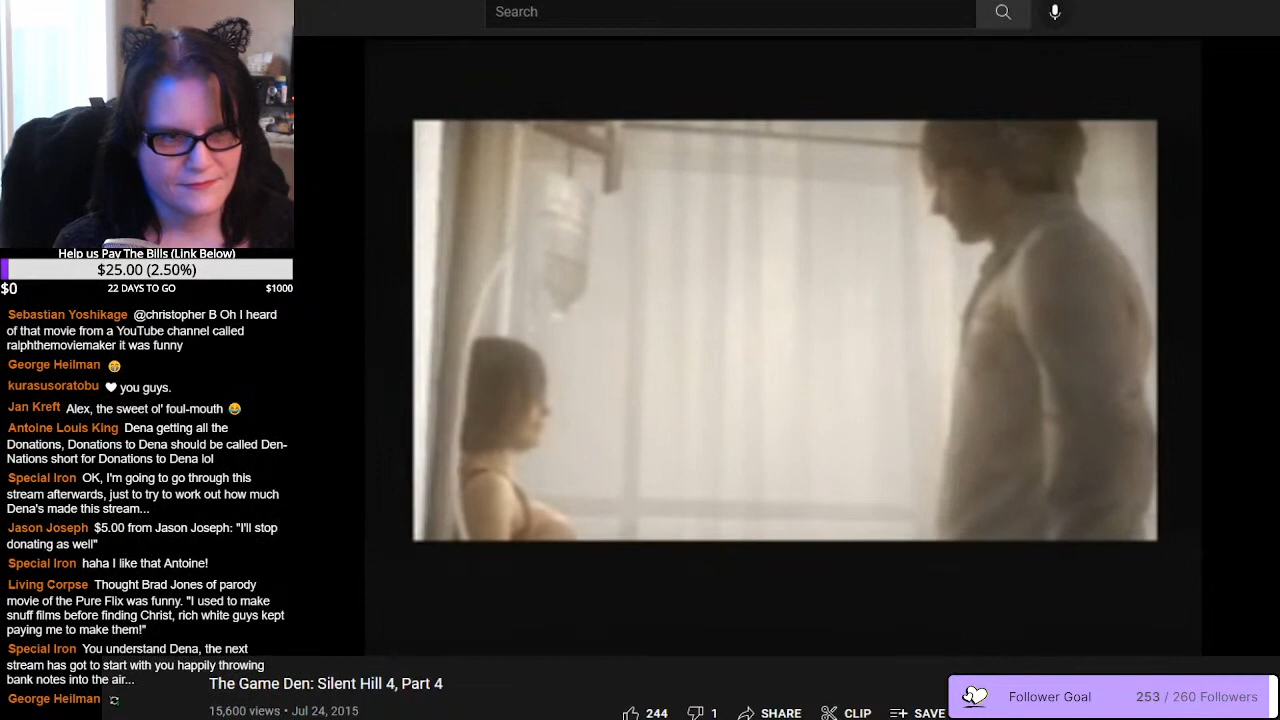 Search
Help us Pay The Bills (Link Below)
$25.00 (2.50%)
$0 22 DAYS TO GO $1000
Sebastian Yoshikage @christopher B Oh I heard
of that movie from a YouTube channel called
ralphthemoviemaker it was funny
George Heilman 😁
kurasusoratobu ♥ you guys.
Jan Kreft Alex, the sweet ol' foul-mouth 😂
Antoine Louis King Dena getting all the
Donations, Donations to Dena should be called Den-
Nations short for Donations to Dena lol
Special Iron OK, I'm going to go through this
stream afterwards, just to try to work out how much
Dena's made this stream...
Jason Joseph $5.00 from Jason Joseph: "I'll stop
donating as well"
Special Iron haha I like that Antoine!
Living Corpse Thought Brad Jones of parody
movie of the Pure Flix was funny. "I used to make
snuff films before finding Christ, rich white guys kept
paying me to make them!"
Special Iron You understand Dena, the next
stream has got to start with you happily throwing
bank notes into the air...
George Heilman
The Game Den: Silent Hill 4, Part 4
15,600 views • Jul 24, 2015
244 1 SHARE CLIP SAVE
Follower Goal 253 / 260 Followers